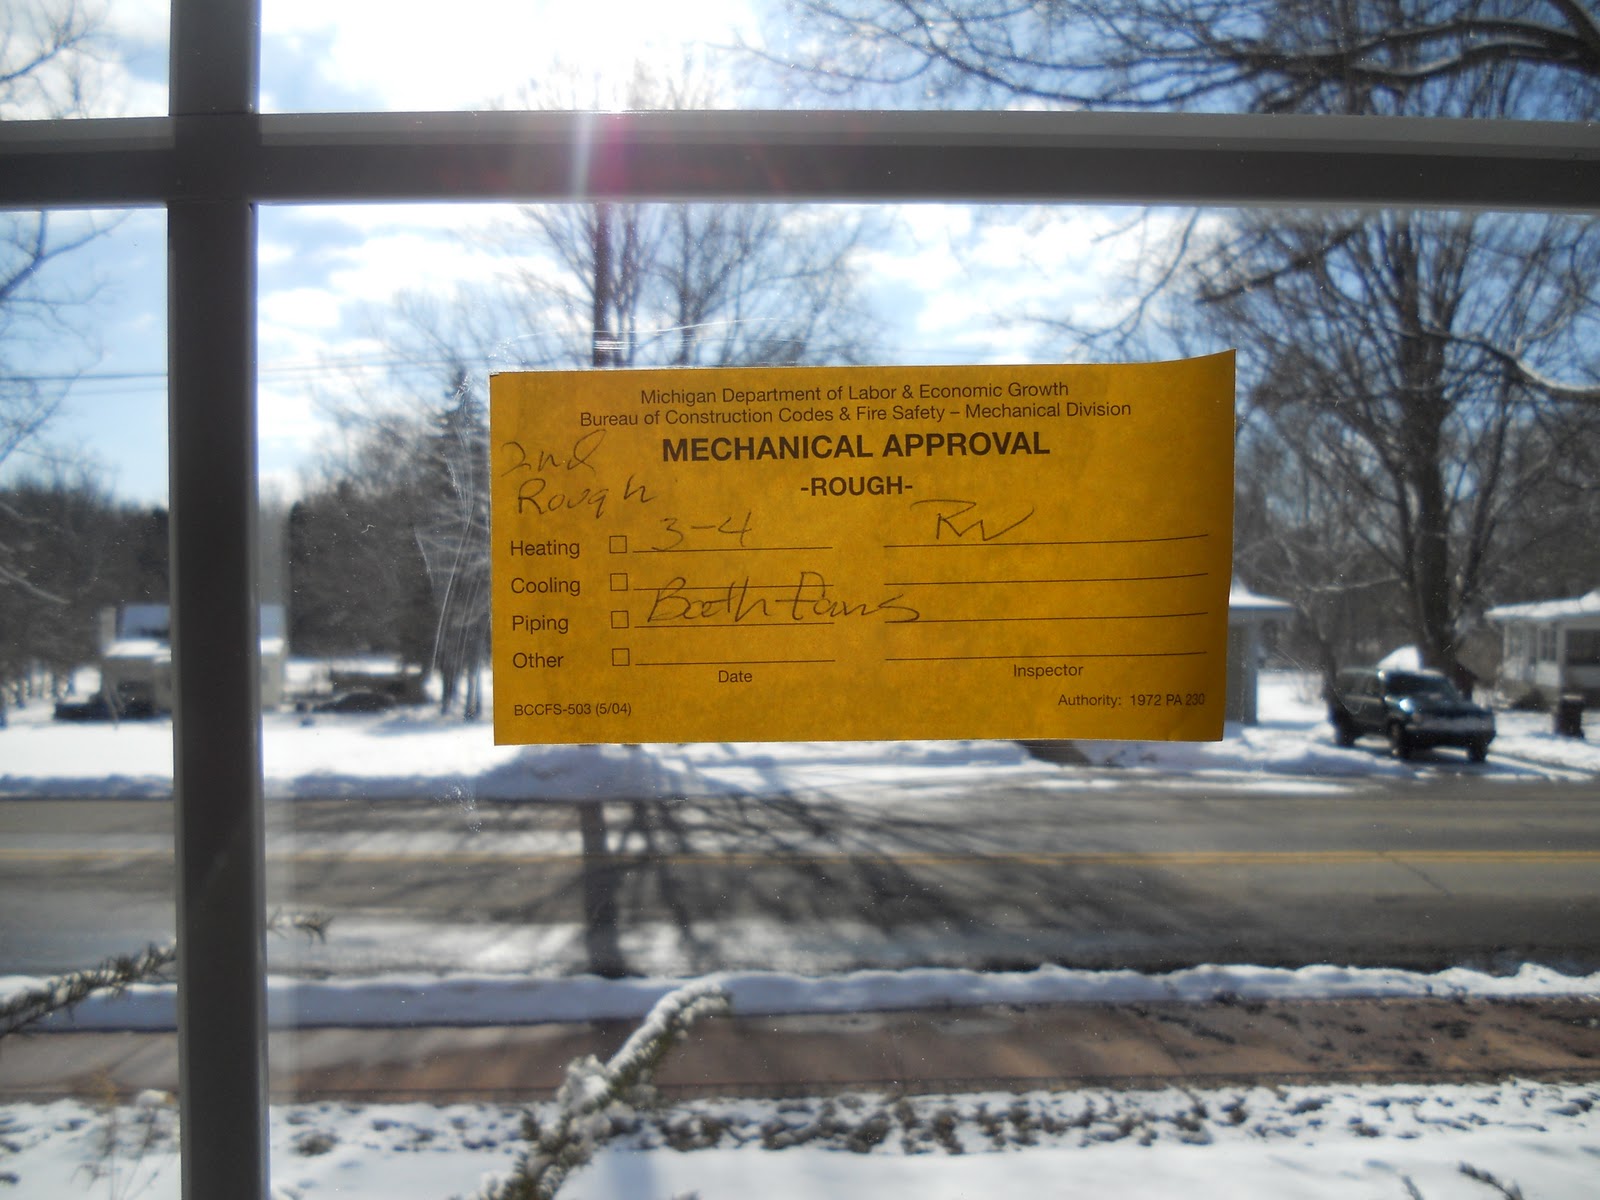 Michigan Department of Labor & Economic Growth
Bureau of Construction Codes & Fire Safety – Mechanical Division
MECHANICAL APPROVAL
-ROUGH-
2nd
Rough
Heating 3-4 RV
Cooling
Bath Fans
Piping
Other
Date Inspector
BCCFS-503 (5/04) Authority: 1972 PA 230